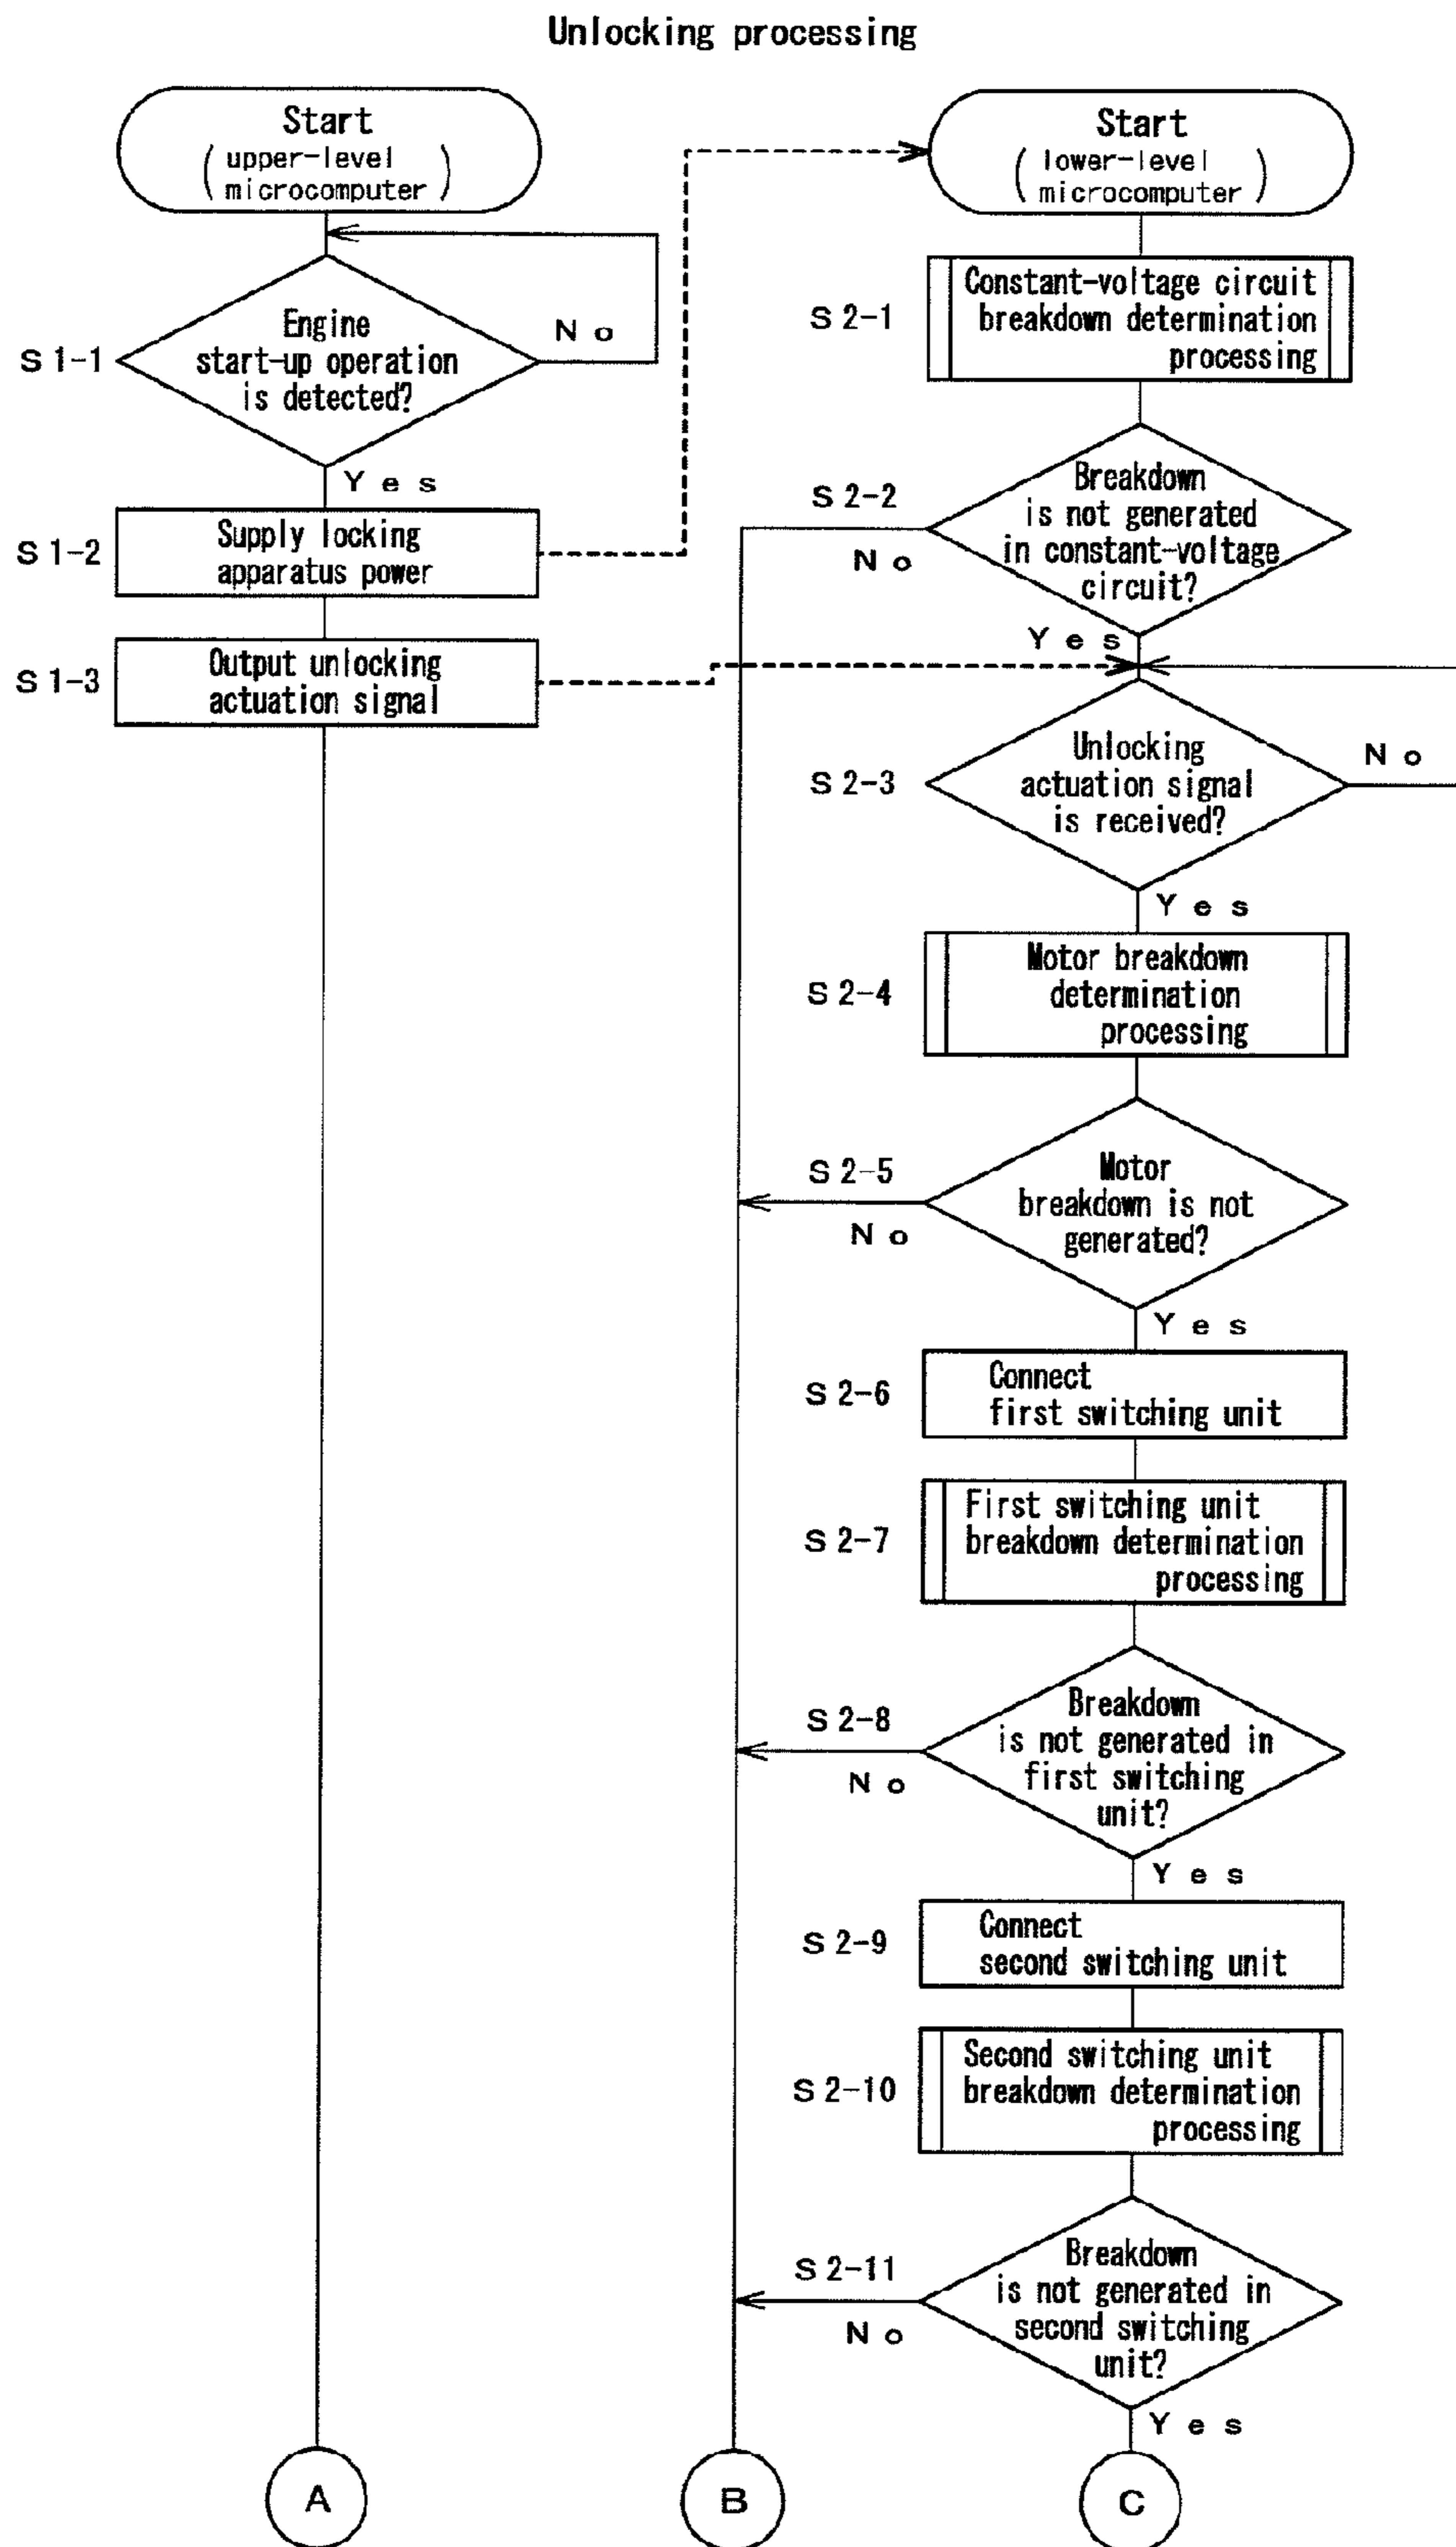 Unlocking processing
Start
( upper-level
microcomputer )
S1-1
Engine
start-up operation
is detected?
No
Yes
S1-2
Supply locking
apparatus power
S1-3
Output unlocking
actuation signal
A
Start
( lower-level
microcomputer )
S2-1
Constant-voltage circuit
breakdown determination
processing
S2-2
Breakdown
is not generated
in constant-voltage
circuit?
No
Yes
S2-3
Unlocking
actuation signal
is received?
No
Yes
S2-4
Motor breakdown
determination
processing
S2-5
Motor
breakdown is not
generated?
No
Yes
S2-6
Connect
first switching unit
S2-7
First switching unit
breakdown determination
processing
S2-8
Breakdown
is not generated in
first switching
unit?
No
Yes
S2-9
Connect
second switching unit
S2-10
Second switching unit
breakdown determination
processing
S2-11
Breakdown
is not generated in
second switching
unit?
No
Yes
B
C